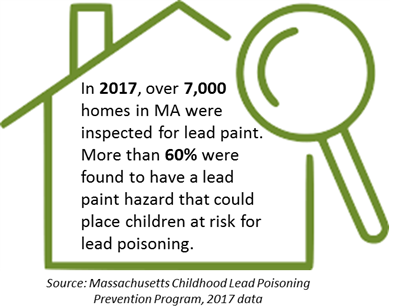 In 2017, over 7,000
homes in MA were
inspected for lead paint.
More than 60% were
found to have a lead
paint hazard that could
place children at risk for
lead poisoning.
Source: Massachusetts Childhood Lead Poisoning
Prevention Program, 2017 data